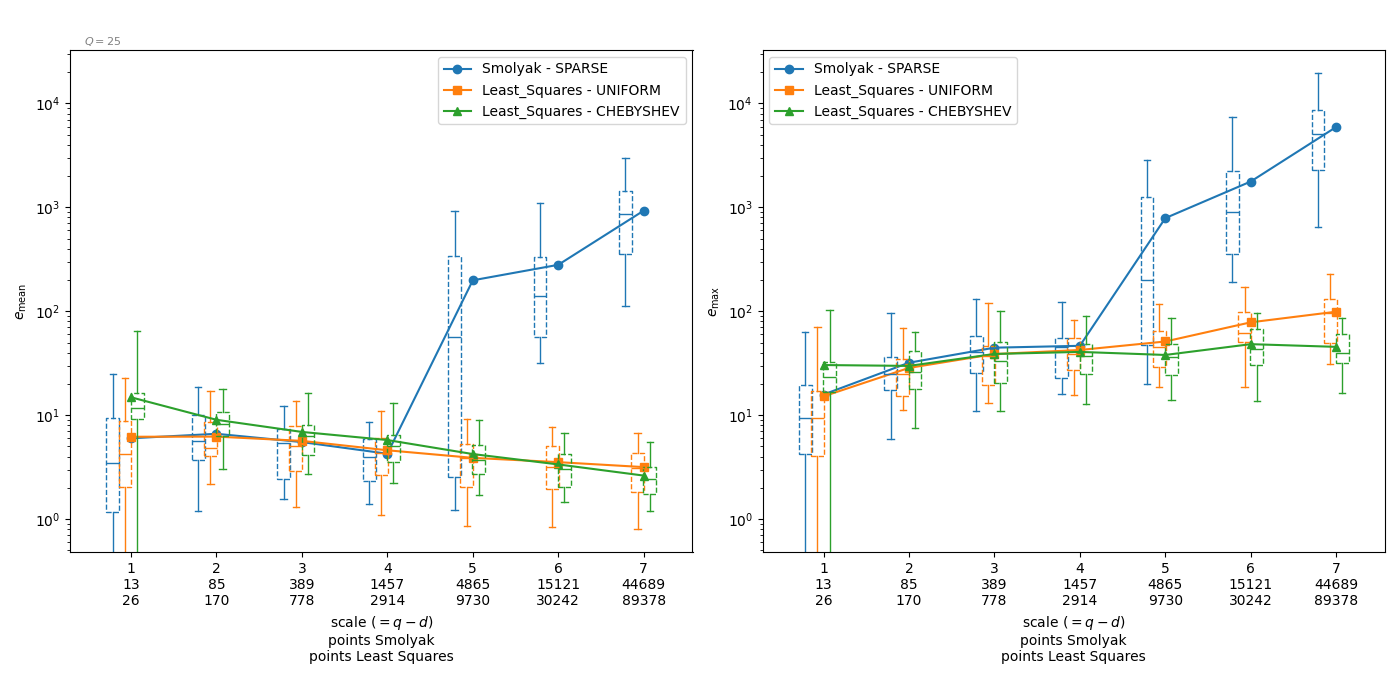 Q = 25
Smolyak - SPARSE
Least_Squares - UNIFORM
Least_Squares - CHEBYSHEV
10⁴
10³
10²
10¹
10⁰
e_mean
1 2 3 4 5 6 7
13 85 389 1457 4865 15121 44689
26 170 778 2914 9730 30242 89378
scale (= q − d)
points Smolyak
points Least Squares
Smolyak - SPARSE
Least_Squares - UNIFORM
Least_Squares - CHEBYSHEV
10⁴
10³
10²
10¹
10⁰
e_max
1 2 3 4 5 6 7
13 85 389 1457 4865 15121 44689
26 170 778 2914 9730 30242 89378
scale (= q − d)
points Smolyak
points Least Squares